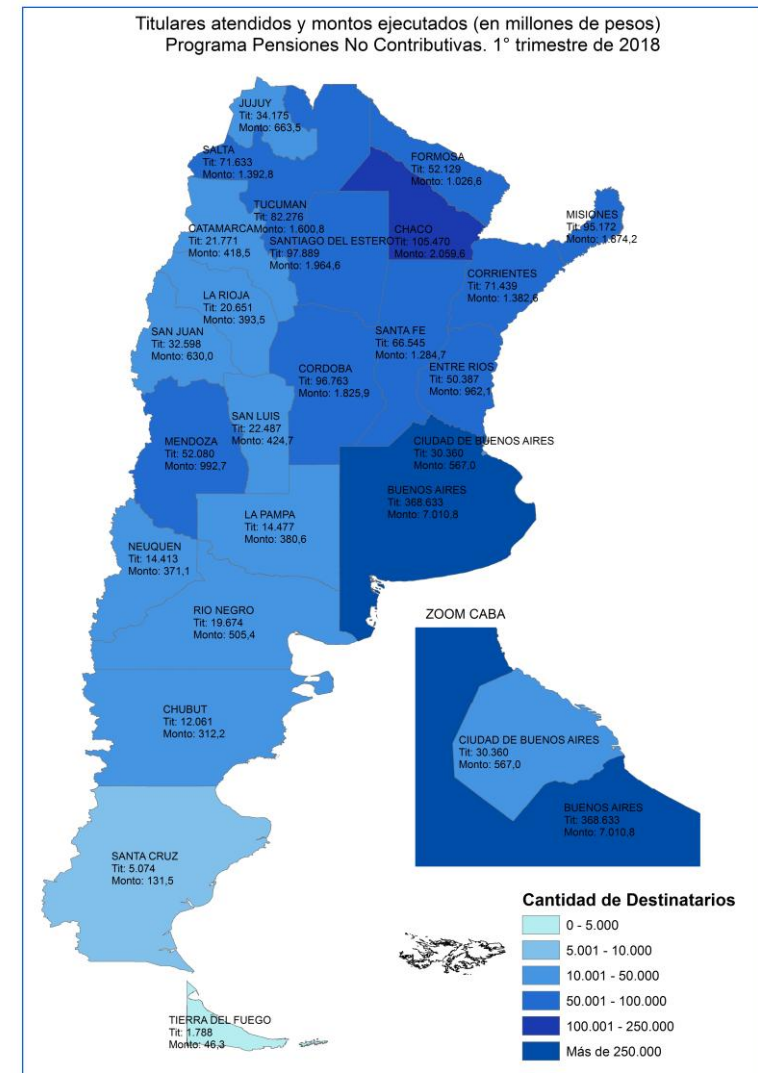 Titulares atendidos y montos ejecutados (en millones de pesos)
Programa Pensiones No Contributivas. 1° trimestre de 2018
JUJUY
Tit: 34.175
Monto: 663,5
SALTA
Tit: 71.633
Monto: 1.392,8
FORMOSA
Tit: 52.129
Monto: 1.026,6
TUCUMAN
Tit: 82.276
Monto: 1.600,8
CATAMARCA
Tit: 21.771
Monto: 418,5
SANTIAGO DEL ESTERO
Tit: 97.889
Monto: 1.964,6
CHACO
Tit: 105.470
Monto: 2.059,6
MISIONES
Tit: 95.172
Monto: 1.674,2
CORRIENTES
Tit: 71.439
Monto: 1.382,6
LA RIOJA
Tit: 20.651
Monto: 393,5
SAN JUAN
Tit: 32.598
Monto: 630,0
SANTA FE
Tit: 66.545
Monto: 1.284,7
CORDOBA
Tit: 96.763
Monto: 1.825,9
ENTRE RIOS
Tit: 50.387
Monto: 962,1
SAN LUIS
Tit: 22.487
Monto: 424,7
MENDOZA
Tit: 52.080
Monto: 992,7
CIUDAD DE BUENOS AIRES
Tit: 30.360
Monto: 567,0
BUENOS AIRES
Tit: 368.633
Monto: 7.010,8
LA PAMPA
Tit: 14.477
Monto: 380,6
NEUQUEN
Tit: 14.413
Monto: 371,1
RIO NEGRO
Tit: 19.674
Monto: 505,4
ZOOM CABA
CHUBUT
Tit: 12.061
Monto: 312,2
CIUDAD DE BUENOS AIRES
Tit: 30.360
Monto: 567,0
BUENOS AIRES
Tit: 368.633
Monto: 7.010,8
SANTA CRUZ
Tit: 5.074
Monto: 131,5
TIERRA DEL FUEGO
Tit: 1.788
Monto: 46,3
Cantidad de Destinatarios
0 - 5.000
5.001 - 10.000
10.001 - 50.000
50.001 - 100.000
100.001 - 250.000
Más de 250.000